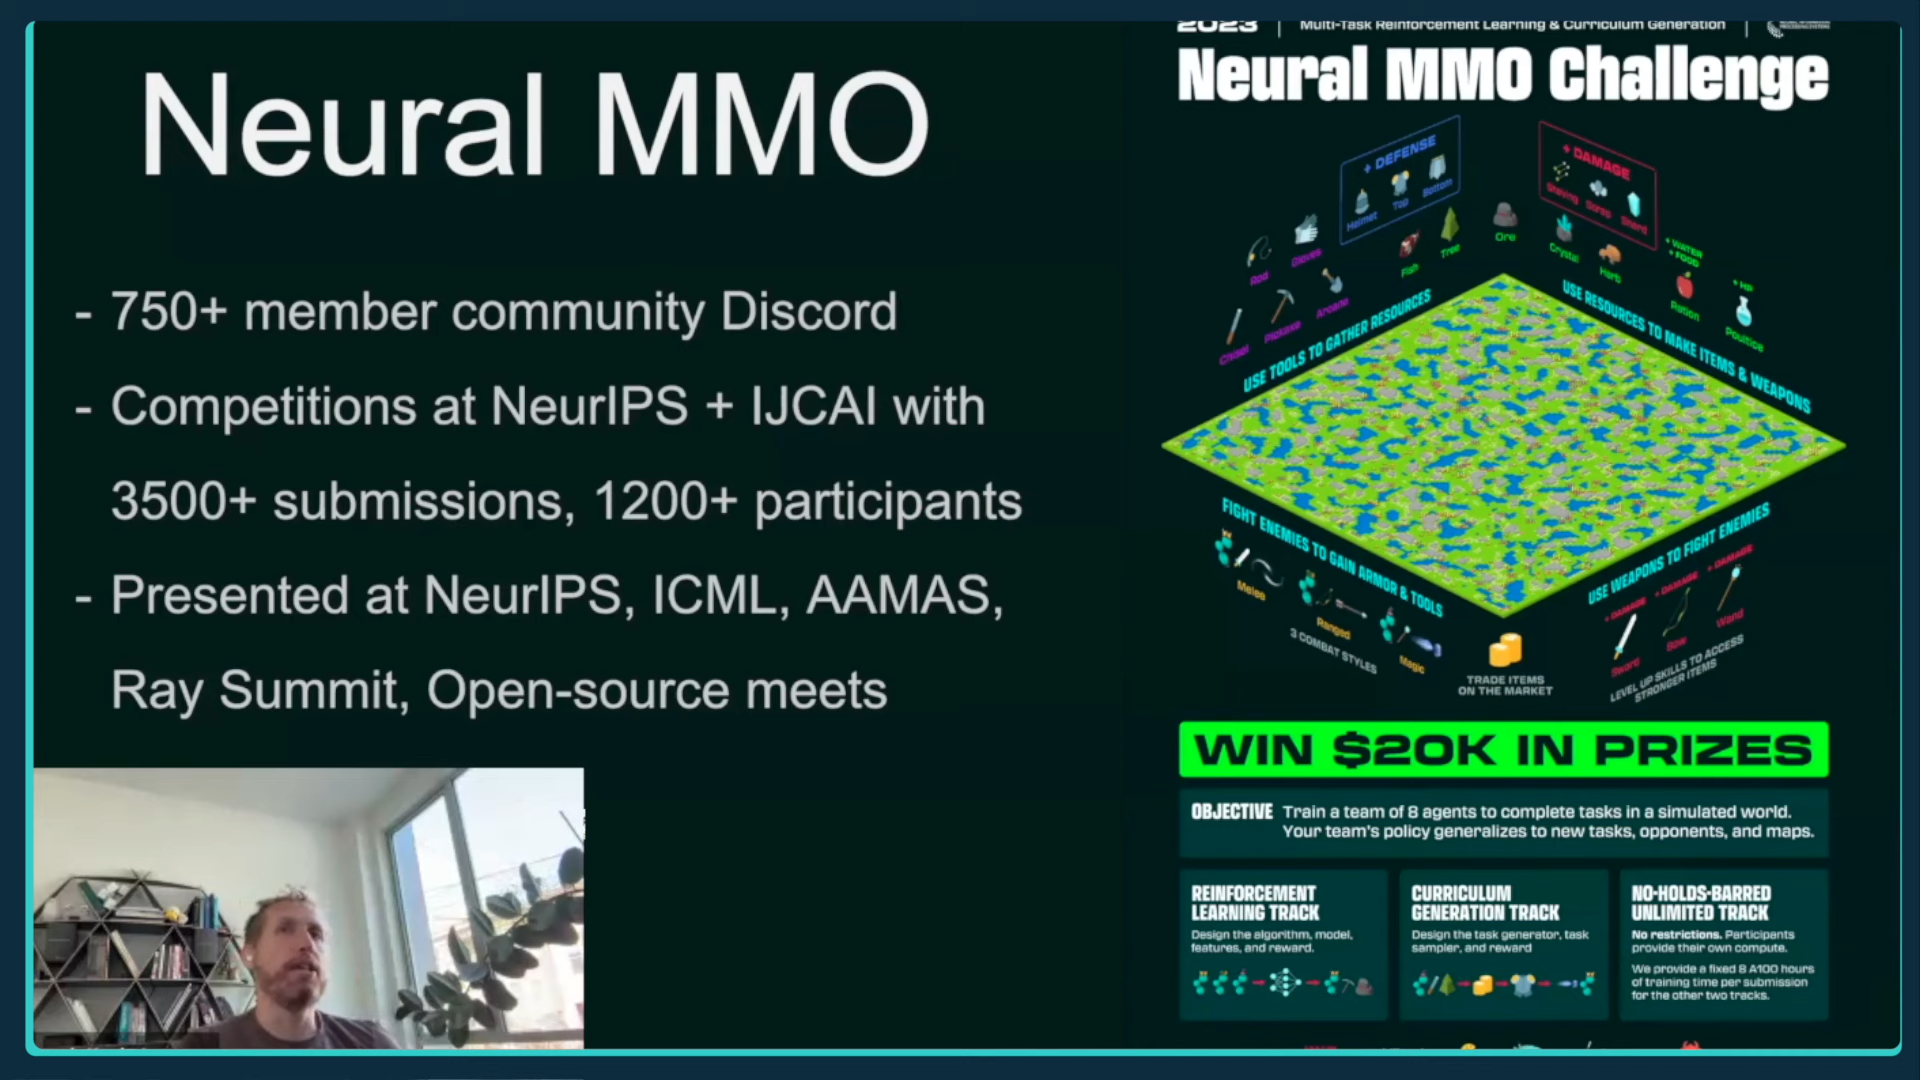 Neural MMO
- 750+ member community Discord
- Competitions at NeurIPS + IJCAI with
3500+ submissions, 1200+ participants
- Presented at NeurIPS, ICML, AAMAS,
Ray Summit, Open-source meets
2023 | Multi-Task Reinforcement Learning & Curriculum Generation |
Neural MMO Challenge
+ DEFENSE
Helmet Top Bottom
+ DAMAGE
Shaving Scrap Shard
Rod Gloves
Chisel Pickaxe Arcane
Fish Tree Ore Crystal Herb
+ WATER
+ FOOD
Ration
+ HP
Poultice
USE TOOLS TO GATHER RESOURCES
USE RESOURCES TO MAKE ITEMS & WEAPONS
FIGHT ENEMIES TO GAIN ARMOR & TOOLS
Melee Ranged Magic
3 COMBAT STYLES
TRADE ITEMS
ON THE MARKET
USE WEAPONS TO FIGHT ENEMIES
+ DAMAGE + DAMAGE + DAMAGE
Sword Bow Wand
LEVEL UP SKILLS TO ACCESS
STRONGER ITEMS
WIN $20K IN PRIZES
OBJECTIVE Train a team of 8 agents to complete tasks in a simulated world.
Your team's policy generalizes to new tasks, opponents, and maps.
REINFORCEMENT
LEARNING TRACK
Design the algorithm, model,
features, and reward.
CURRICULUM
GENERATION TRACK
Design the task generator, task
sampler, and reward
NO-HOLDS-BARRED
UNLIMITED TRACK
No restrictions. Participants
provide their own compute.
We provide a fixed 8 A100 hours
of training time per submission
for the other two tracks.